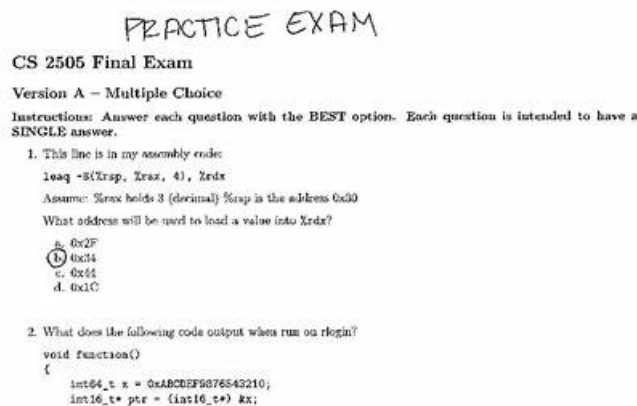 PRACTICE EXAM
CS 2505 Final Exam
Version A – Multiple Choice
Instructions: Answer each question with the BEST option. Each question is intended to have a
SINGLE answer.
1. This line is in my assembly code:
leaq -8(%rsp, %rax, 4), %rdx
Assume: %rax holds 3 (decimal) %rsp is the address 0x30
What address will be used to load a value into %rdx?
a. 0x2F
b. 0x34
c. 0x44
d. 0x1C
2. What does the following code output when run on rlogin?
void function()
{
int64_t x = 0xABCDEF9876543210;
int16_t* ptr = (int16_t*) &x;